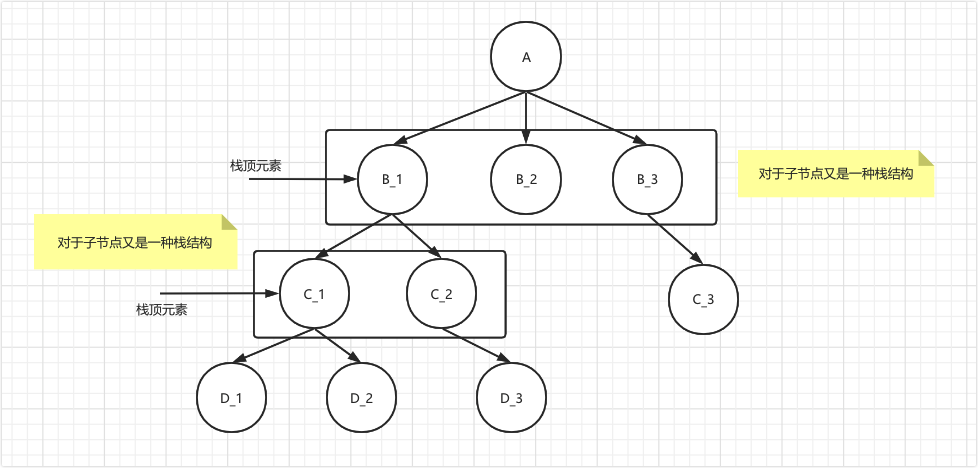 A
栈顶元素
B_1
B_2
B_3
对于子节点又是一种栈结构
对于子节点又是一种栈结构
C_1
C_2
C_3
栈顶元素
D_1
D_2
D_3